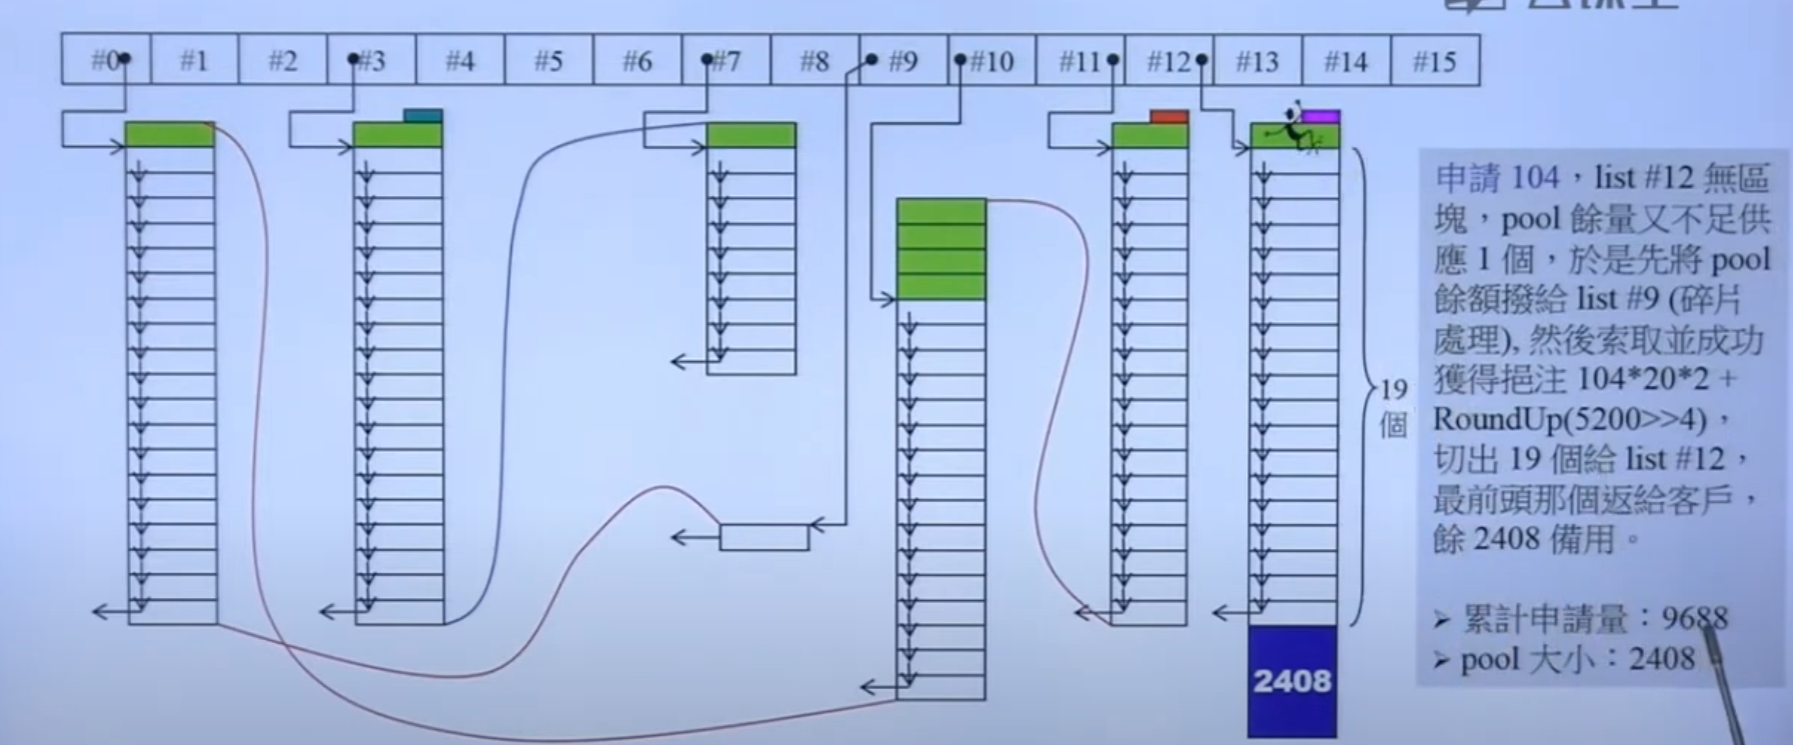 #0 #1 #2 #3 #4 #5 #6 #7 #8 #9 #10 #11 #12 #13 #14 #15
申請 104,list #12 無區
塊,pool 餘量又不足供
應 1 個,於是先將 pool
餘額撥給 list #9 (碎片
處理), 然後索取並成功
獲得挹注 104*20*2 +
RoundUp(5200>>4),
切出 19 個給 list #12,
最前頭那個返給客戶,
餘 2408 備用。
➢ 累計申請量:9688
➢ pool 大小:2408
19
個
2408